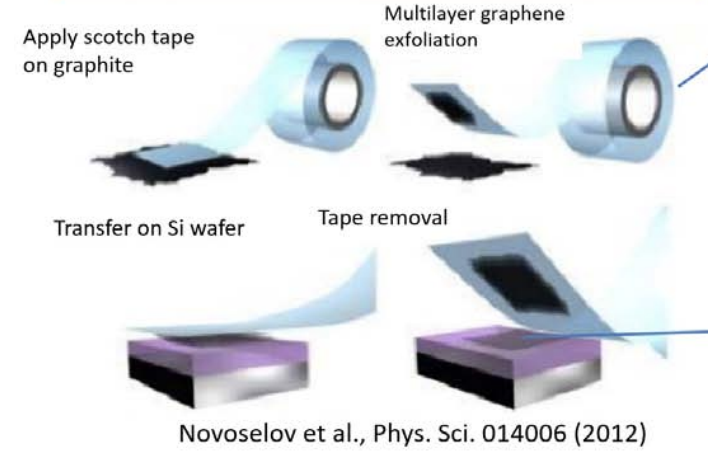 Apply scotch tape
on graphite
Multilayer graphene
exfoliation
Transfer on Si wafer
Tape removal
Novoselov et al., Phys. Sci. 014006 (2012)